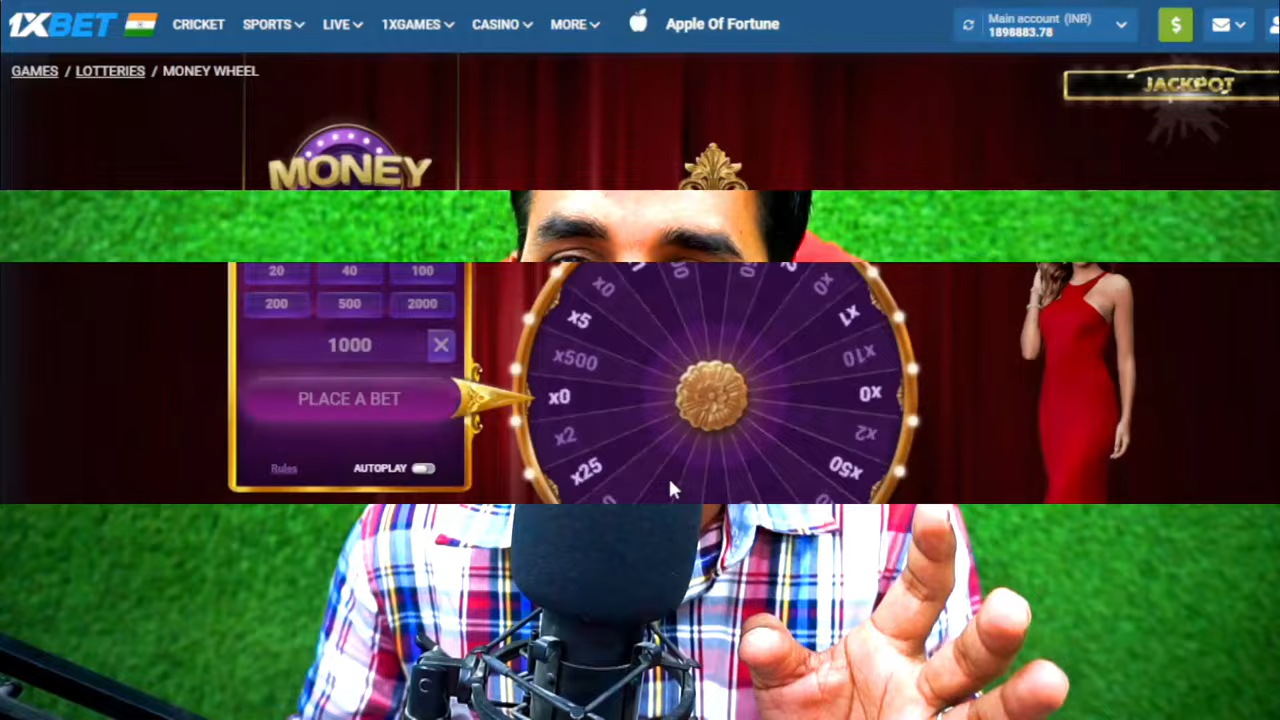 1XBET CRICKET SPORTS LIVE 1XGAMES CASINO MORE Apple Of Fortune Main account (INR) $
1898883.78
GAMES / LOTTERIES / MONEY WHEEL
JACKPOT
MONEY
20 40 100
200 500 2000
1000
PLACE A BET
Rules AUTOPLAY
x0
x5
x500
x0
x2
x25
x0
x1
x10
x0
x2
x50